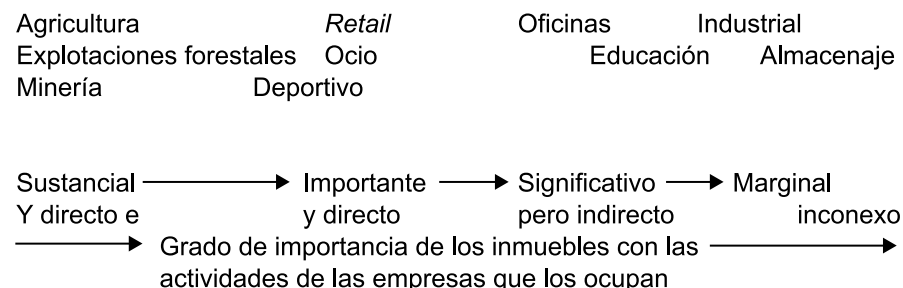 Agricultura Retail Oficinas Industrial
Explotaciones forestales Ocio Educación Almacenaje
Minería Deportivo
Sustancial Importante Significativo Marginal
Y directo e y directo pero indirecto inconexo
Grado de importancia de los inmuebles con las
actividades de las empresas que los ocupan